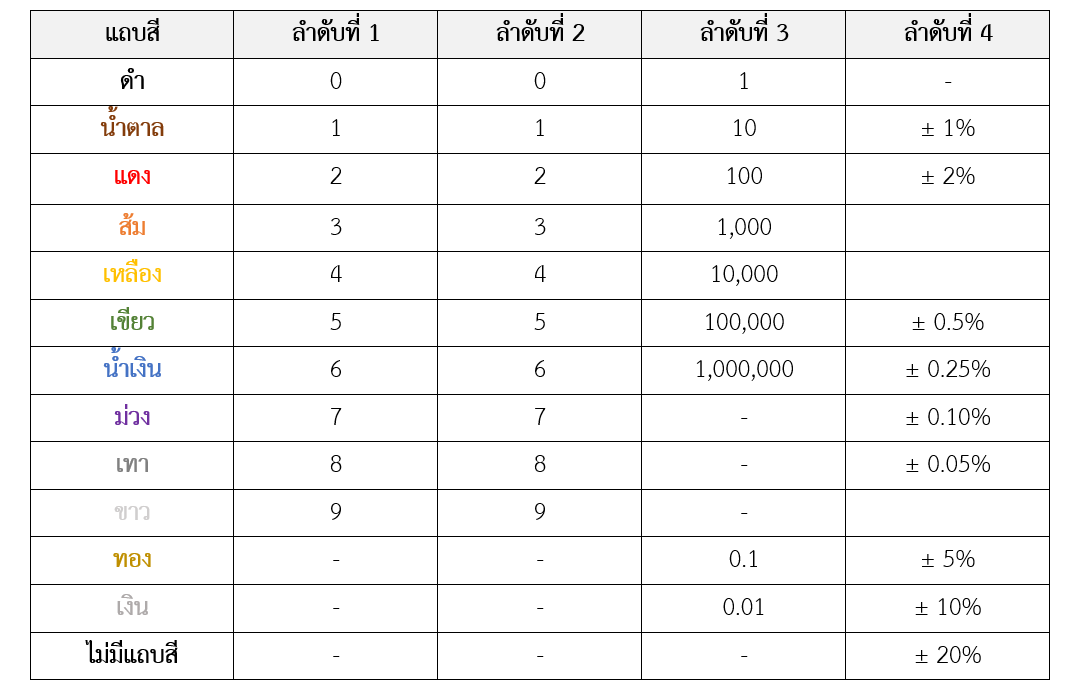 แถบสี ลำดับที่ 1 ลำดับที่ 2 ลำดับที่ 3 ลำดับที่ 4
ดำ 0 0 1 -
น้ำตาล 1 1 10 ± 1%
แดง 2 2 100 ± 2%
ส้ม 3 3 1,000
เหลือง 4 4 10,000
เขียว 5 5 100,000 ± 0.5%
น้ำเงิน 6 6 1,000,000 ± 0.25%
ม่วง 7 7 - ± 0.10%
เทา 8 8 - ± 0.05%
ขาว 9 9 -
ทอง - - 0.1 ± 5%
เงิน - - 0.01 ± 10%
ไม่มีแถบสี - - - ± 20%